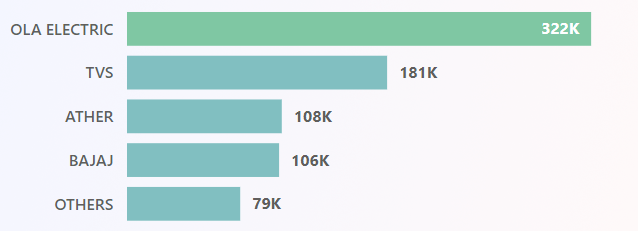 OLA ELECTRIC 322K
TVS 181K
ATHER 108K
BAJAJ 106K
OTHERS 79K